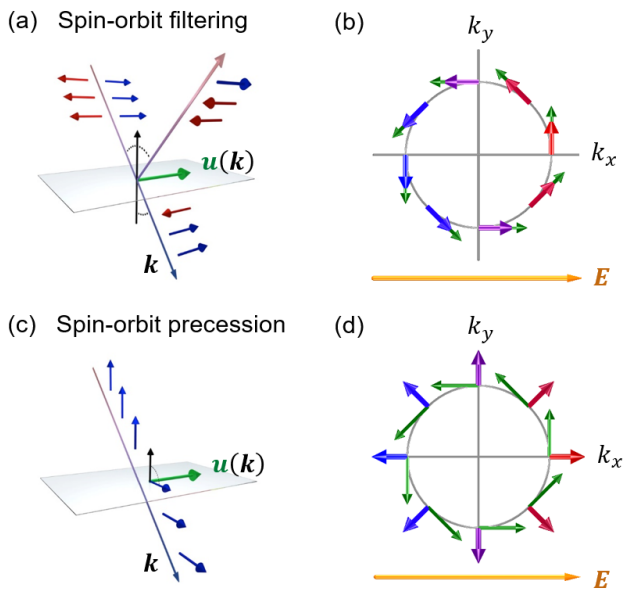 (a) Spin-orbit filtering
u(k)
k
(b)
k_y
k_x
E
(c) Spin-orbit precession
u(k)
k
(d)
k_y
k_x
E